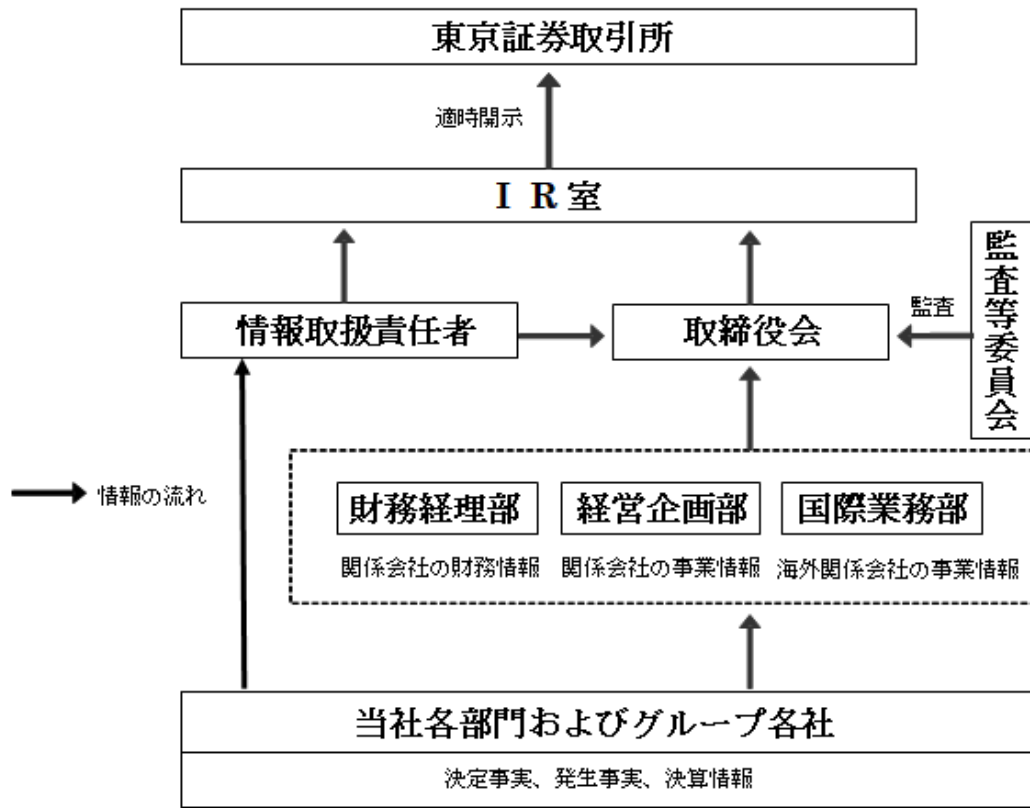 東京証券取引所
適時開示
ＩＲ室
情報取扱責任者
取締役会
監査
監査等委員会
情報の流れ
財務経理部
経営企画部
国際業務部
関係会社の財務情報
関係会社の事業情報
海外関係会社の事業情報
当社各部門およびグループ各社
決定事実、発生事実、決算情報